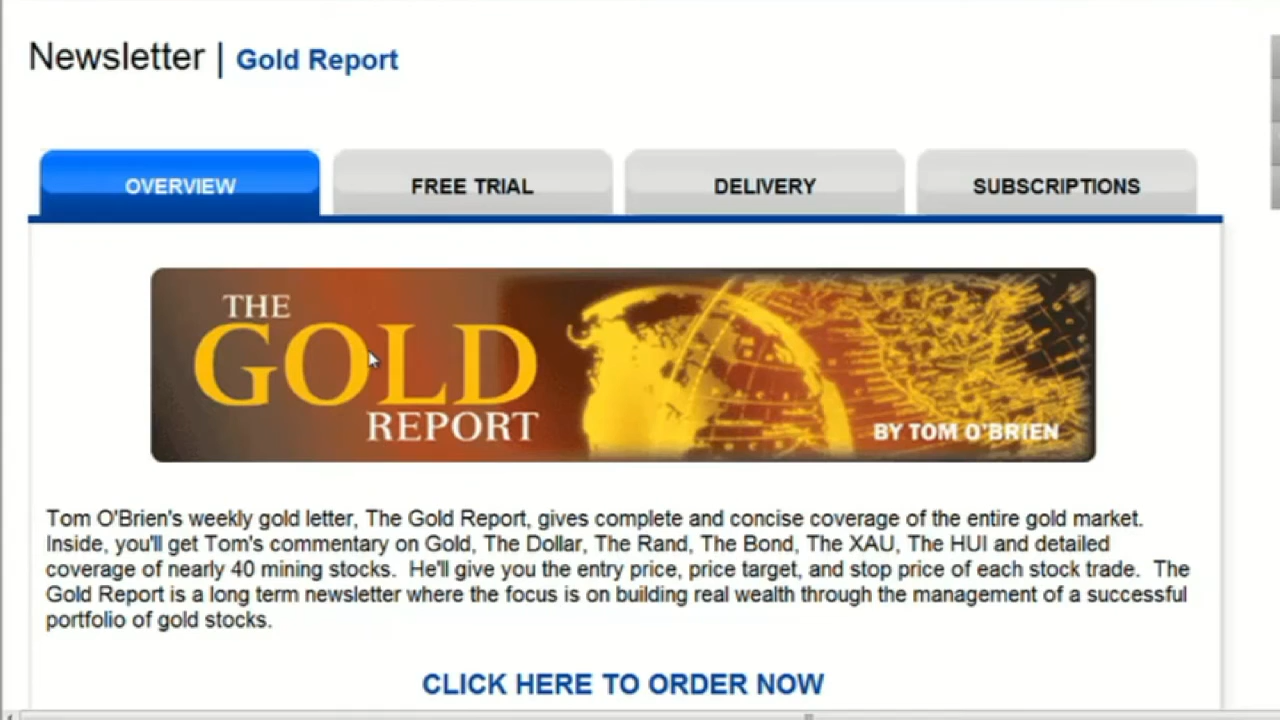 Newsletter | Gold Report
OVERVIEW
FREE TRIAL
DELIVERY
SUBSCRIPTIONS
THE
GOLD
REPORT
BY TOM O'BRIEN
Tom O'Brien's weekly gold letter, The Gold Report, gives complete and concise coverage of the entire gold market.
Inside, you'll get Tom's commentary on Gold, The Dollar, The Rand, The Bond, The XAU, The HUI and detailed
coverage of nearly 40 mining stocks.  He'll give you the entry price, price target, and stop price of each stock trade.  The
Gold Report is a long term newsletter where the focus is on building real wealth through the management of a successful
portfolio of gold stocks.
CLICK HERE TO ORDER NOW